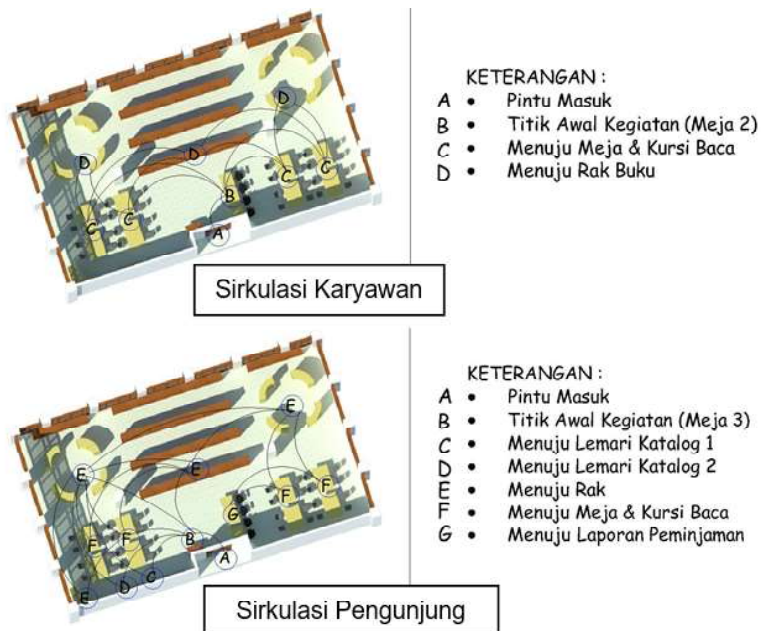 KETERANGAN :
A • Pintu Masuk
B • Titik Awal Kegiatan (Meja 2)
C • Menuju Meja & Kursi Baca
D • Menuju Rak Buku
D
D
D
C
C
B
C
C
A
Sirkulasi Karyawan
KETERANGAN :
A • Pintu Masuk
B • Titik Awal Kegiatan (Meja 3)
C • Menuju Lemari Katalog 1
D • Menuju Lemari Katalog 2
E • Menuju Rak
F • Menuju Meja & Kursi Baca
G • Menuju Laporan Peminjaman
E
E
E
F
F
G
F
F
B
A
E
D
C
Sirkulasi Pengunjung